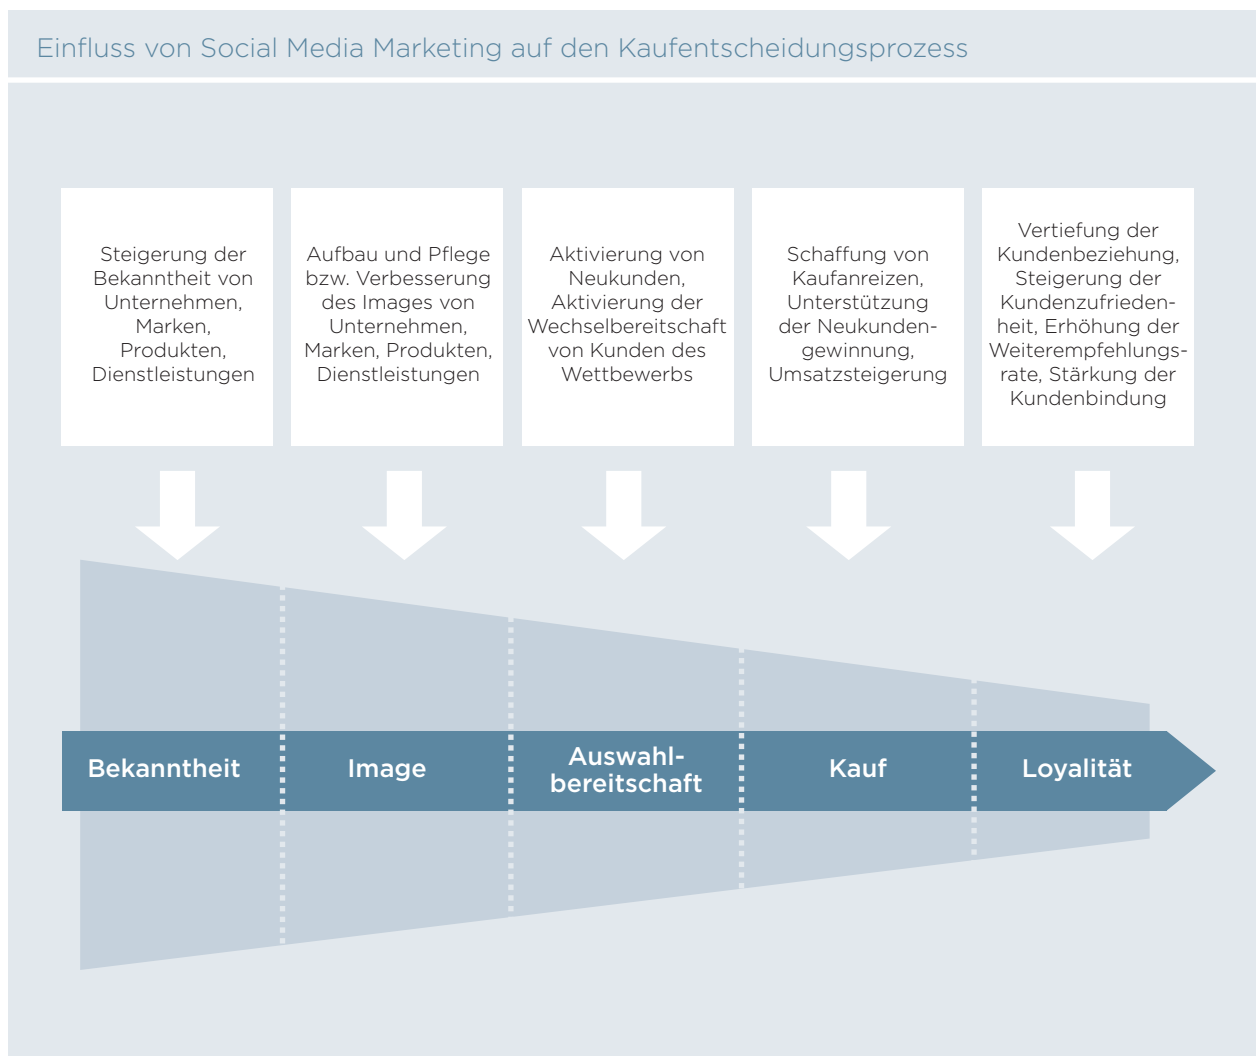 Einfluss von Social Media Marketing auf den Kaufentscheidungsprozess
Steigerung der
Bekanntheit von
Unternehmen,
Marken,
Produkten,
Dienstleistungen
Aufbau und Pflege
bzw. Verbesserung
des Images von
Unternehmen,
Marken, Produkten,
Dienstleistungen
Aktivierung von
Neukunden,
Aktivierung der
Wechselbereitschaft
von Kunden des
Wettbewerbs
Schaffung von
Kaufanreizen,
Unterstützung
der Neukunden-
gewinnung,
Umsatzsteigerung
Vertiefung der
Kundenbeziehung,
Steigerung der
Kundenzufrieden-
heit, Erhöhung der
Weiterempfehlungs-
rate, Stärkung der
Kundenbindung
Bekanntheit
Image
Auswahl-
bereitschaft
Kauf
Loyalität